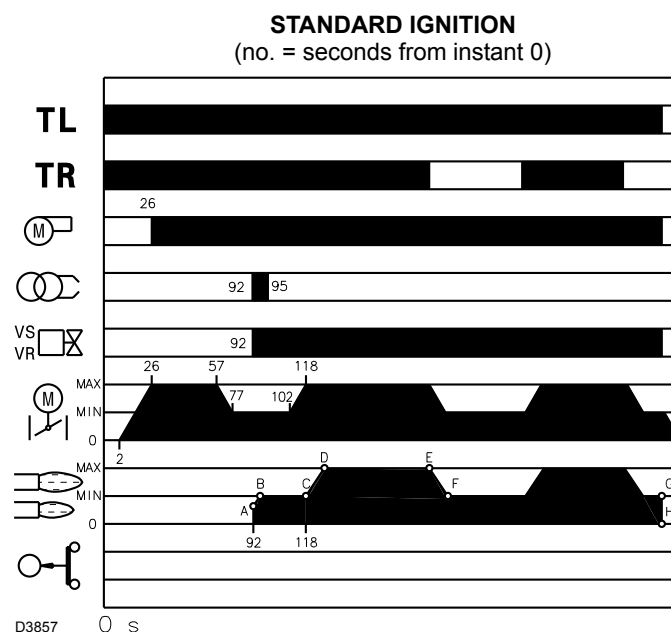 STANDARD IGNITION
(no. = seconds from instant 0)
TL
TR
26
M
92 95
VS
VR
92
26 57 118
MAX
M
77 102
MIN
0
2
D E
MAX
B C F G
MIN
A
0 H
92 118
D3857 0 s